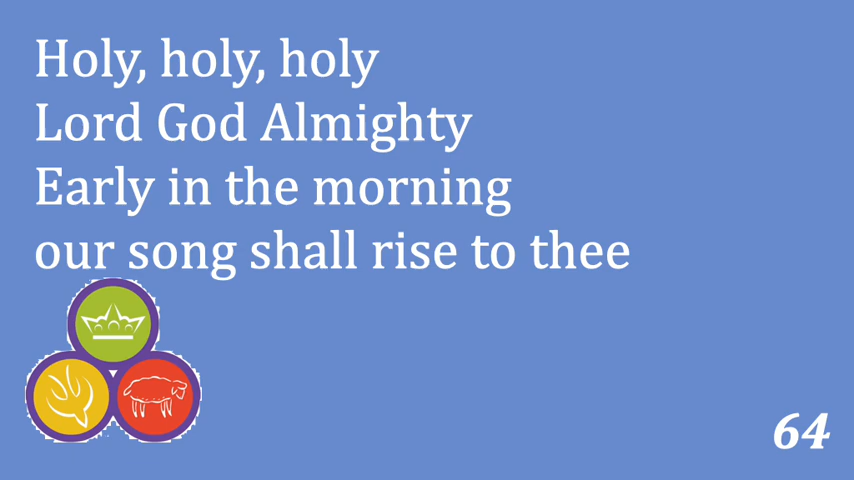 Holy, holy, holy
Lord God Almighty
Early in the morning
our song shall rise to thee
64